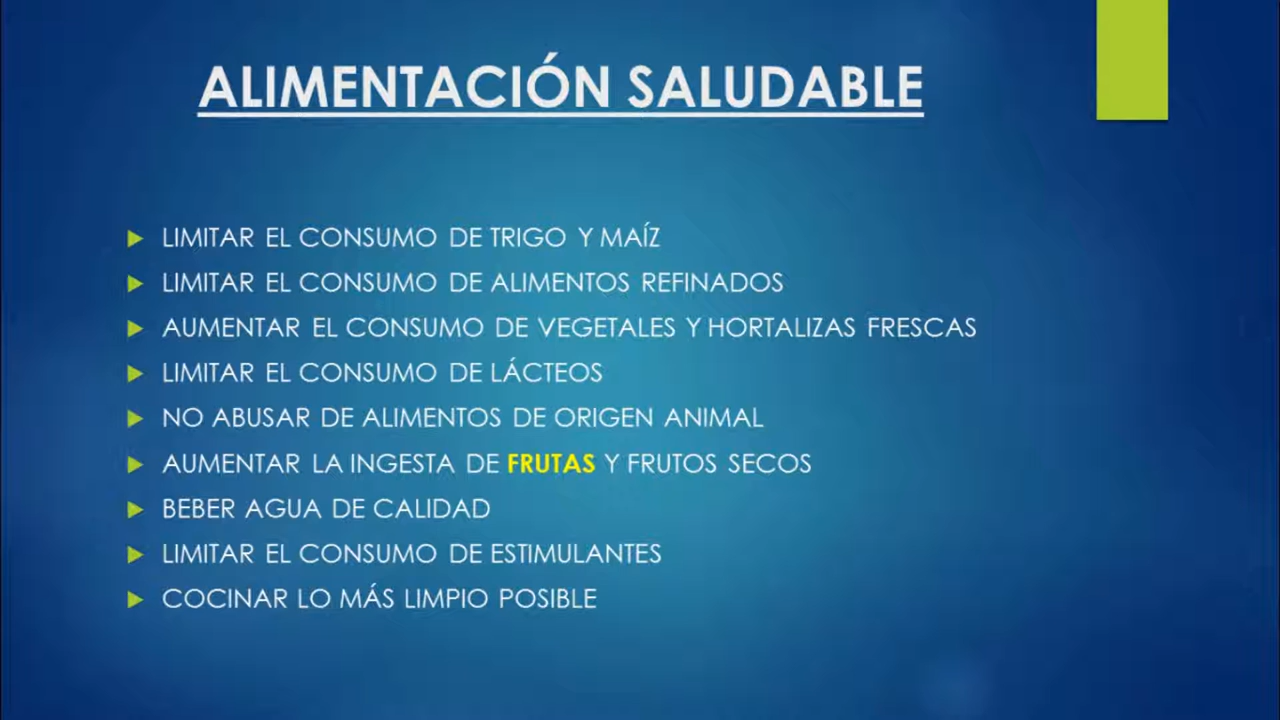 ALIMENTACIÓN SALUDABLE
LIMITAR EL CONSUMO DE TRIGO Y MAÍZ
LIMITAR EL CONSUMO DE ALIMENTOS REFINADOS
AUMENTAR EL CONSUMO DE VEGETALES Y HORTALIZAS FRESCAS
LIMITAR EL CONSUMO DE LÁCTEOS
NO ABUSAR DE ALIMENTOS DE ORIGEN ANIMAL
AUMENTAR LA INGESTA DE FRUTAS Y FRUTOS SECOS
BEBER AGUA DE CALIDAD
LIMITAR EL CONSUMO DE ESTIMULANTES
COCINAR LO MÁS LIMPIO POSIBLE